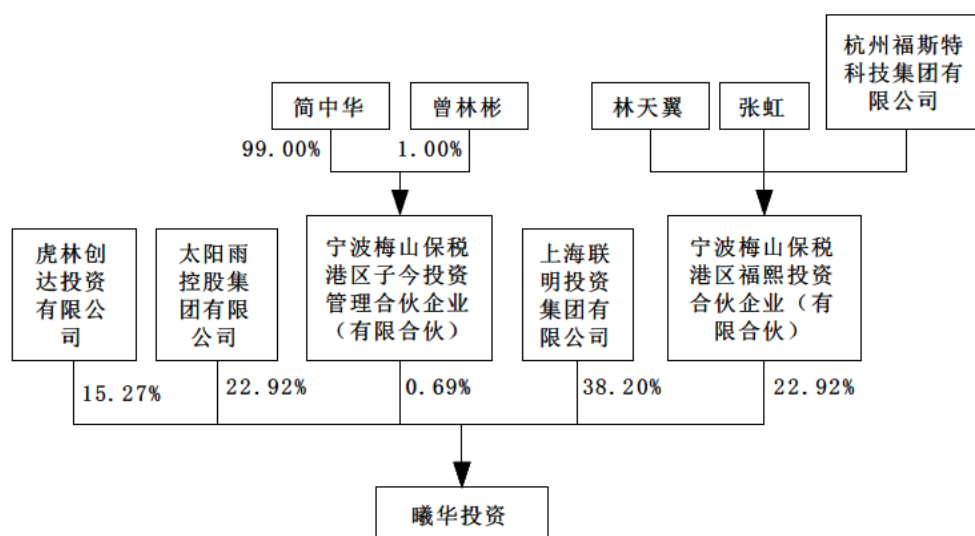 杭州福斯特
科技集团有
限公司
简中华
曾林彬
林天翼
张虹
99.00%
1.00%
虎林创
达投资
有限公
司
太阳雨
控股集
团有限
公司
宁波梅山保税
港区子今投资
管理合伙企业
（有限合伙）
上海联
明投资
集团有
限公司
宁波梅山保税
港区福熙投资
合伙企业（有
限合伙）
15.27%
22.92%
0.69%
38.20%
22.92%
曦华投资